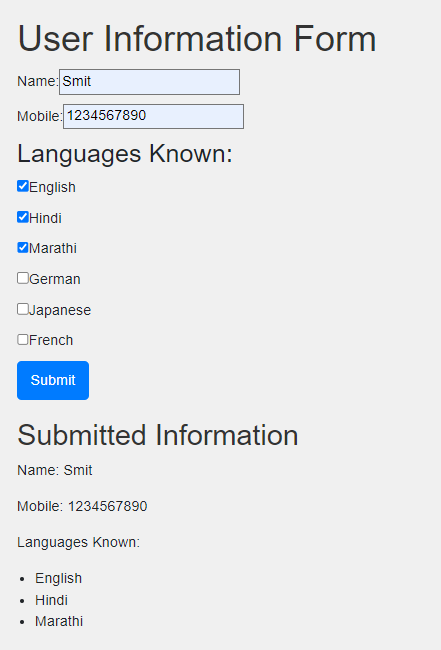 User Information Form
Name: Smit
Mobile: 1234567890
Languages Known:
English
Hindi
Marathi
German
Japanese
French
Submit
Submitted Information
Name: Smit
Mobile: 1234567890
Languages Known:
• English
• Hindi
• Marathi